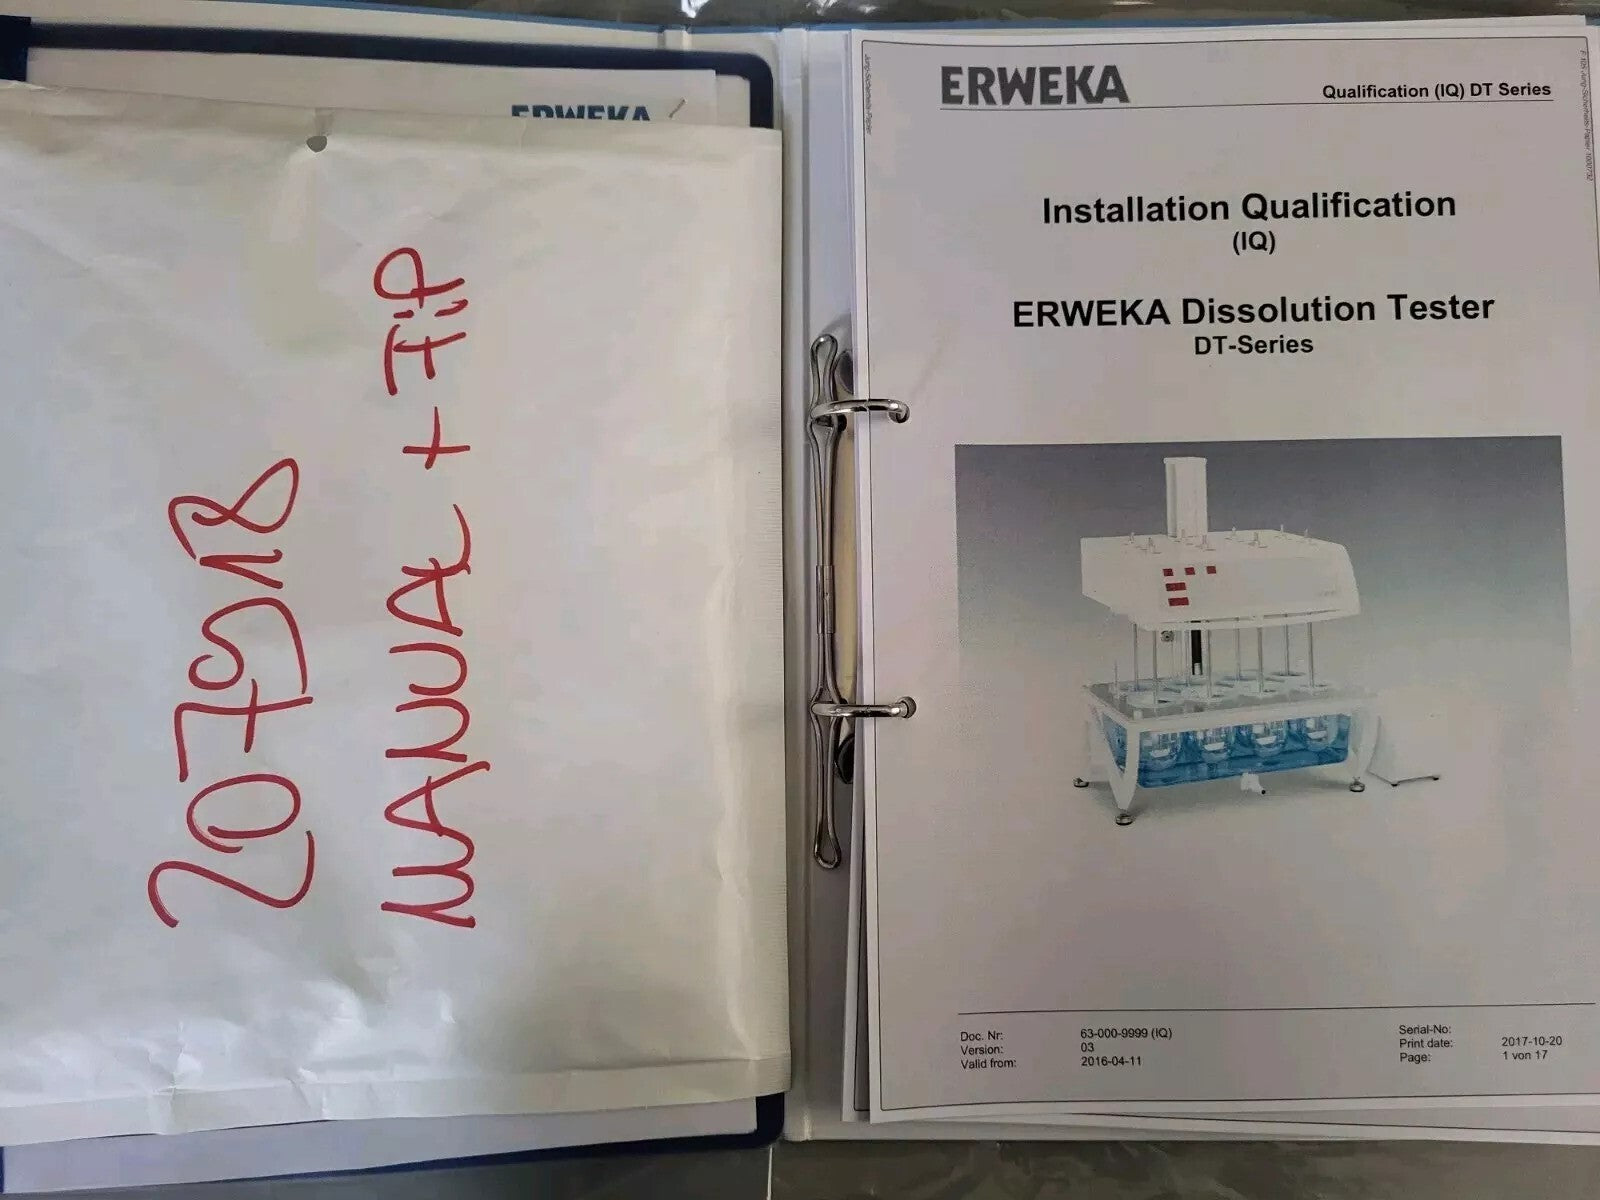 ERWEKA
207918
MANUAL + F.P
ERWEKA
Qualification (IQ) DT Series
Installation Qualification
(IQ)
ERWEKA Dissolution Tester
DT-Series
Doc. Nr: 63-000-9999 (IQ)
Version: 03
Valid from: 2016-04-11
Serial-No:
Print date: 2017-10-20
Page: 1 von 17